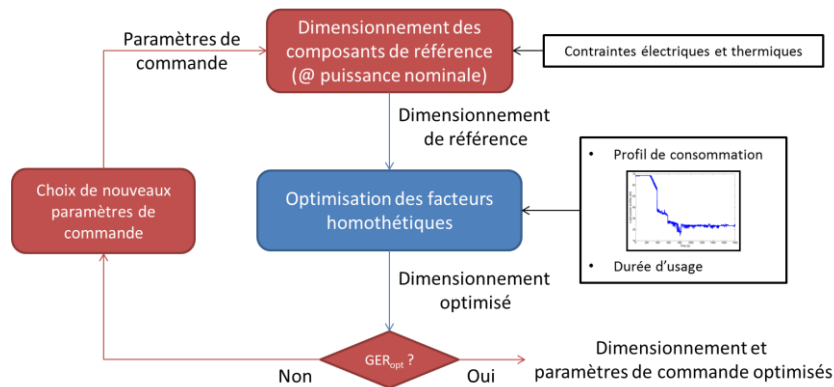 Paramètres de
commande
Dimensionnement des
composants de référence
(@ puissance nominale)
Contraintes électriques et thermiques
Dimensionnement
de référence
Choix de nouveaux
paramètres de
commande
Optimisation des facteurs
homothétiques
• Profil de consommation
• Durée d’usage
Dimensionnement
optimisé
GERopt ?
Non
Oui
Dimensionnement et
paramètres de commande optimisés